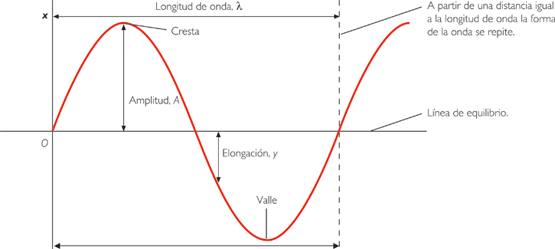 Longitud de onda, λ
x
Cresta
A partir de una distancia igual
a la longitud de onda la forma
de la onda se repite.
Amplitud, A
Línea de equilibrio.
O
Elongación, y
Valle